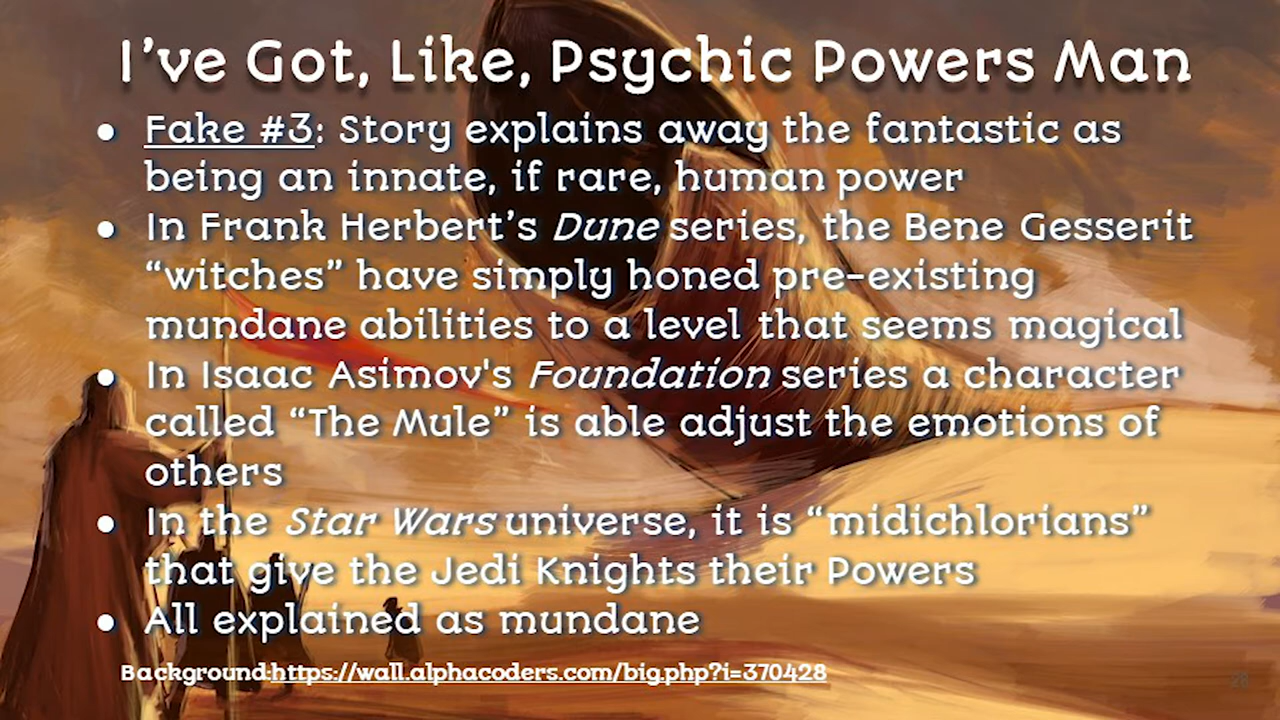 I’ve Got, Like, Psychic Powers Man
● Fake #3: Story explains away the fantastic as
being an innate, if rare, human power
● In Frank Herbert’s Dune series, the Bene Gesserit
“witches” have simply honed pre-existing
mundane abilities to a level that seems magical
● In Isaac Asimov's Foundation series a character
called “The Mule” is able adjust the emotions of
others
● In the Star Wars universe, it is “midichlorians”
that give the Jedi Knights their Powers
● All explained as mundane
Background:https://wall.alphacoders.com/big.php?i=370428
28